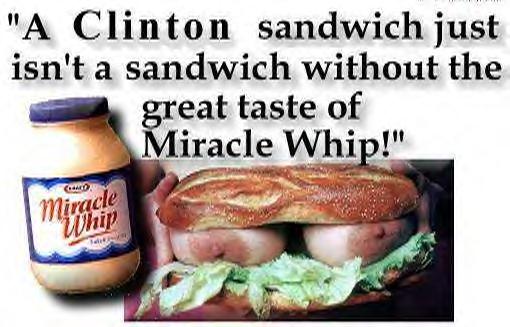 "A Clinton sandwich just
isn't a sandwich without the
great taste of
Miracle Whip!"
KRAFT
Miracle
Whip